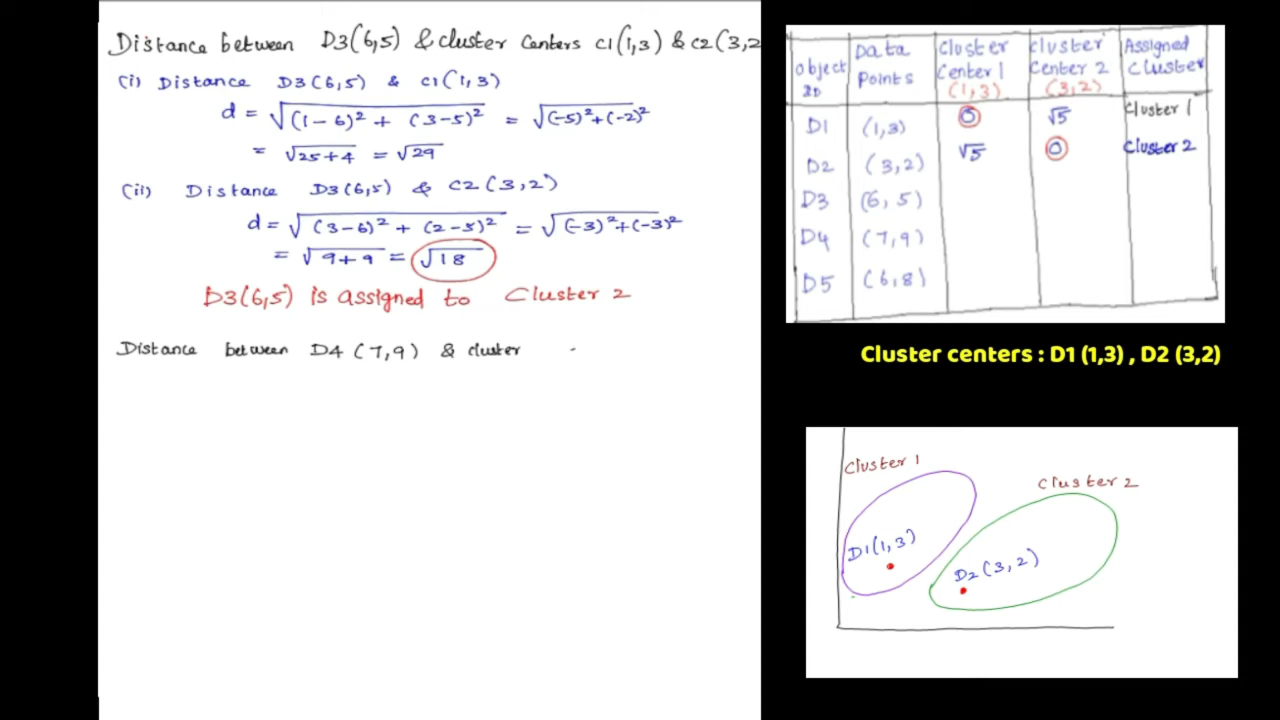 Distance between D3(6,5) & cluster Centers C1(1,3) & C2(3,2
(i) Distance D3(6,5) & C1(1,3)
d = √(1-6)² + (3-5)² = √(-5)²+(-2)²
= √25+4 = √29
(ii) Distance D3(6,5) & C2(3,2)
d = √(3-6)² + (2-5)² = √(-3)²+(-3)²
= √9+9 = √18
D3(6,5) is assigned to Cluster 2
Distance between D4(7,9) & cluster
Object ID Data Points Cluster Center 1 (1,3) Cluster Center 2 (3,2) Assigned Cluster
D1 (1,3) 0 √5 Cluster 1
D2 (3,2) √5 0 Cluster 2
D3 (6,5)
D4 (7,9)
D5 (6,8)
Cluster centers : D1 (1,3) , D2 (3,2)
Cluster 1
Cluster 2
D1(1,3)
D2(3,2)